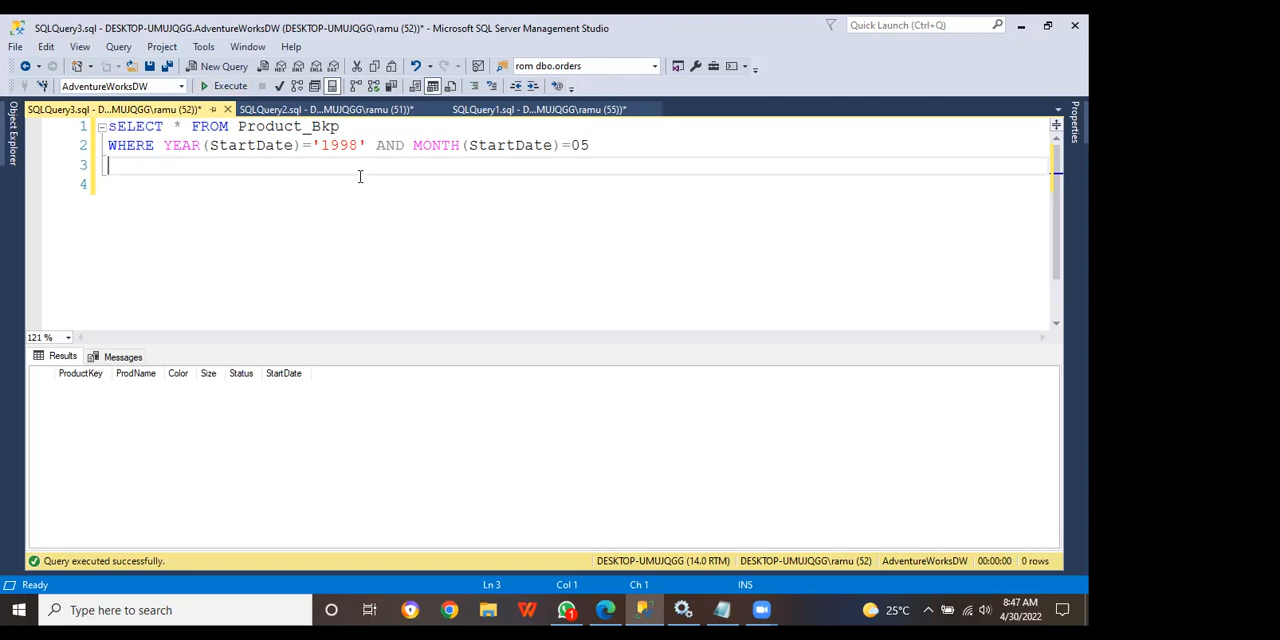 SQLQuery3.sql - DESKTOP-UMUJQGG.AdventureWorksDW (DESKTOP-UMUJQGG\ramu (52))* - Microsoft SQL Server Management Studio
Quick Launch (Ctrl+Q)
File Edit View Query Project Tools Window Help
New Query
rom dbo.orders
AdventureWorksDW
Execute
Object Explorer
SQLQuery3.sql - D...MUJQGG\ramu (52))*
SQLQuery2.sql - D...MUJQGG\ramu (51))*
SQLQuery1.sql - D...MUJQGG\ramu (55))*
Properties
1 sELECT * FROM Product_Bkp
2 WHERE YEAR(StartDate)='1998' AND MONTH(StartDate)=05
3
4
121 %
Results Messages
ProductKey ProdName Color Size Status StartDate
Query executed successfully.
DESKTOP-UMUJQGG (14.0 RTM) DESKTOP-UMUJQGG\ramu (52) AdventureWorksDW 00:00:00 0 rows
Ready Ln 3 Col 1 Ch 1 INS
Type here to search
1
25°C
8:47 AM
4/30/2022